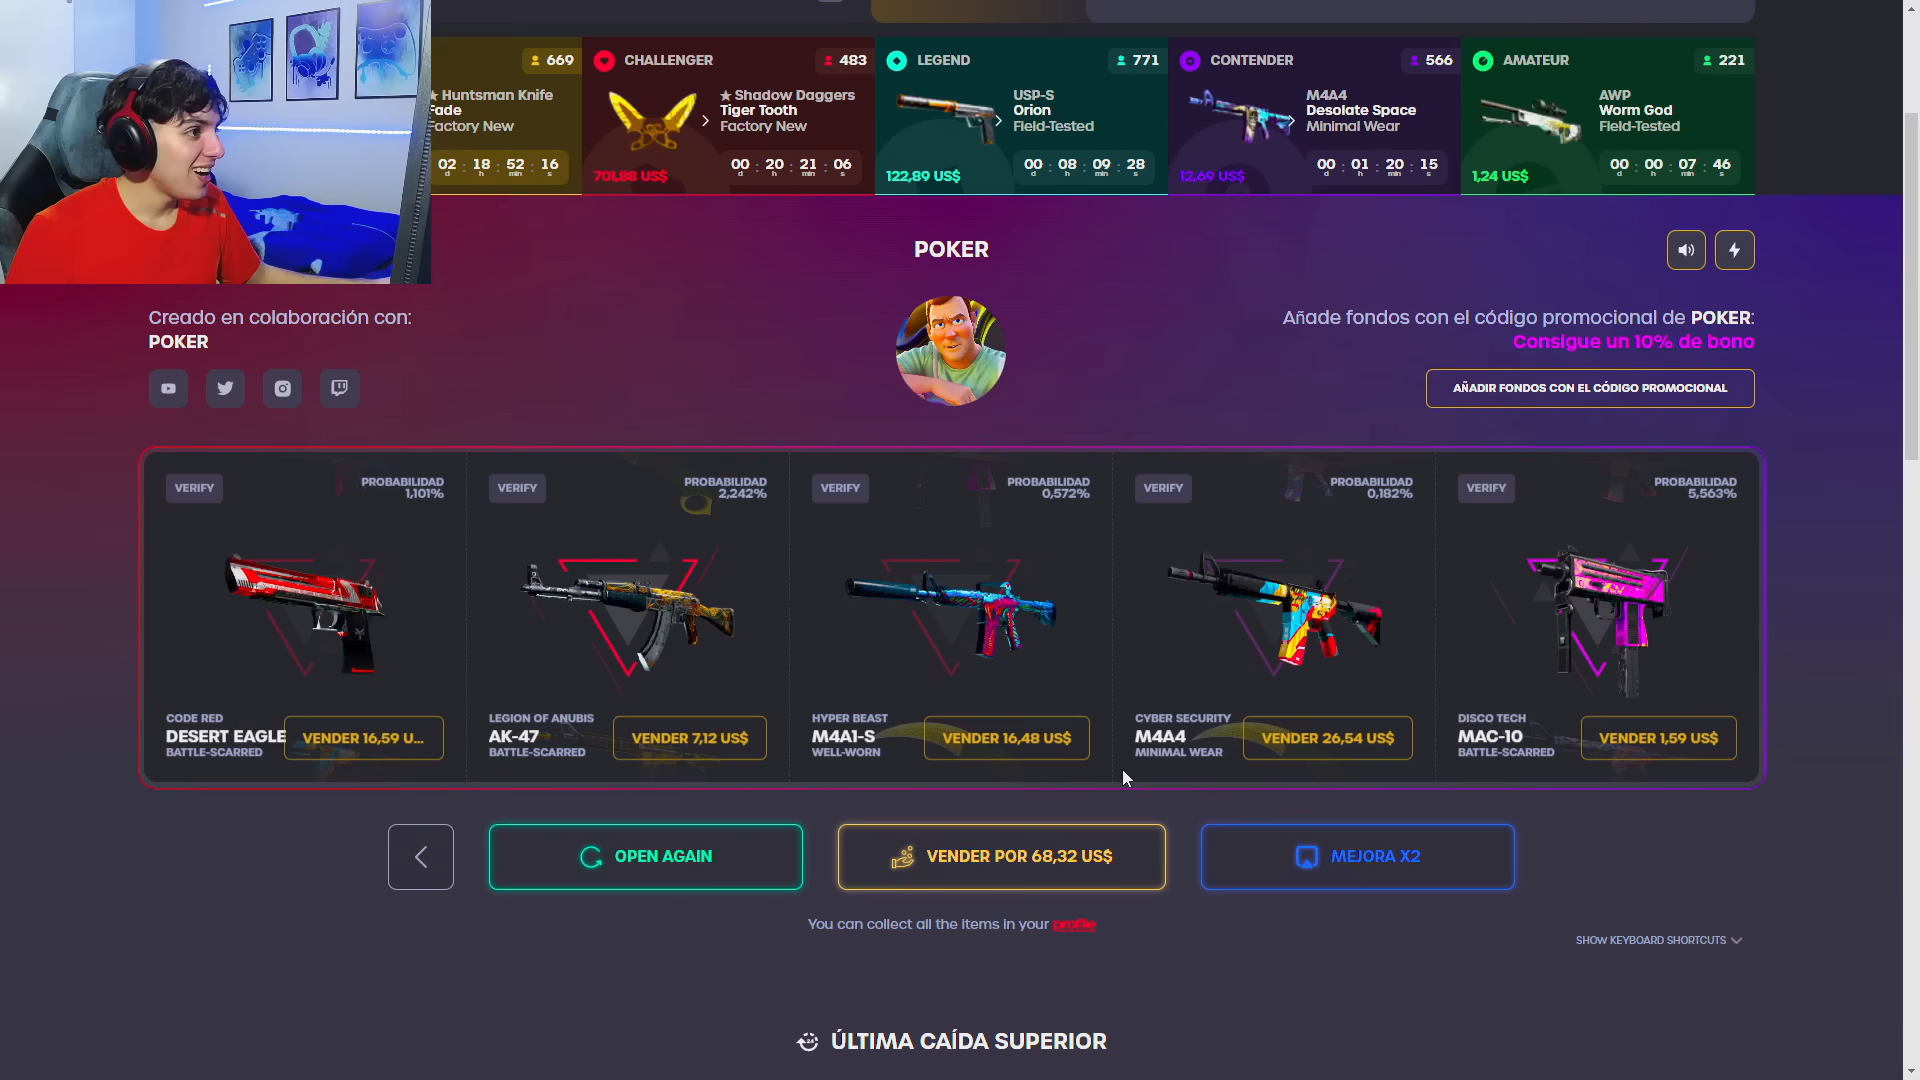 669
★ Huntsman Knife
Fade
Factory New
02 : 18 : 52 : 16
d h min s
CHALLENGER
483
★ Shadow Daggers
Tiger Tooth
Factory New
701,88 US$
00 : 20 : 21 : 06
d h min s
LEGEND
771
USP-S
Orion
Field-Tested
122,89 US$
00 : 08 : 09 : 28
d h min s
CONTENDER
566
M4A4
Desolate Space
Minimal Wear
12,69 US$
00 : 01 : 20 : 15
d h min s
AMATEUR
221
AWP
Worm God
Field-Tested
1,24 US$
00 : 00 : 07 : 46
d h min s
POKER
Creado en colaboración con:
POKER
Añade fondos con el código promocional de POKER:
Consigue un 10% de bono
AÑADIR FONDOS CON EL CÓDIGO PROMOCIONAL
VERIFY
PROBABILIDAD
1,101%
CODE RED
DESERT EAGLE
BATTLE-SCARRED
VENDER 16,59 U...
VERIFY
PROBABILIDAD
2,242%
LEGION OF ANUBIS
AK-47
BATTLE-SCARRED
VENDER 7,12 US$
VERIFY
PROBABILIDAD
0,572%
HYPER BEAST
M4A1-S
WELL-WORN
VENDER 16,48 US$
VERIFY
PROBABILIDAD
0,182%
CYBER SECURITY
M4A4
MINIMAL WEAR
VENDER 26,54 US$
VERIFY
PROBABILIDAD
5,563%
DISCO TECH
MAC-10
BATTLE-SCARRED
VENDER 1,59 US$
OPEN AGAIN
VENDER POR 68,32 US$
MEJORA X2
You can collect all the items in your profile
SHOW KEYBOARD SHORTCUTS
ÚLTIMA CAÍDA SUPERIOR